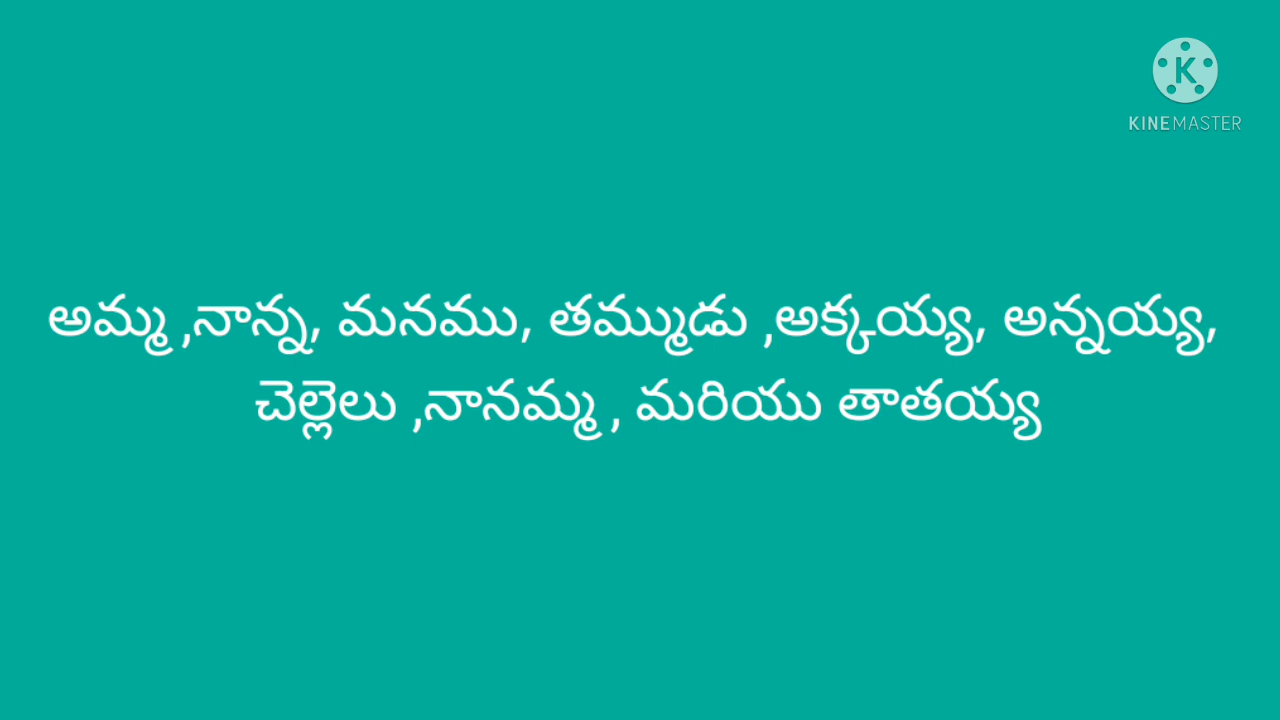 KINEMASTER
అమ్మ ,నాన్న, మనము, తమ్ముడు ,అక్కయ్య, అన్నయ్య,
చెల్లెలు ,నానమ్మ , మరియు తాతయ్య